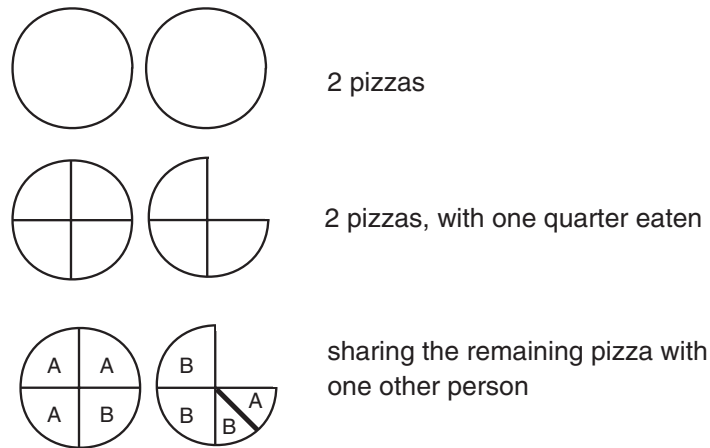 2 pizzas
2 pizzas, with one quarter eaten
A A
B
A B
B
A
B
sharing the remaining pizza with
one other person